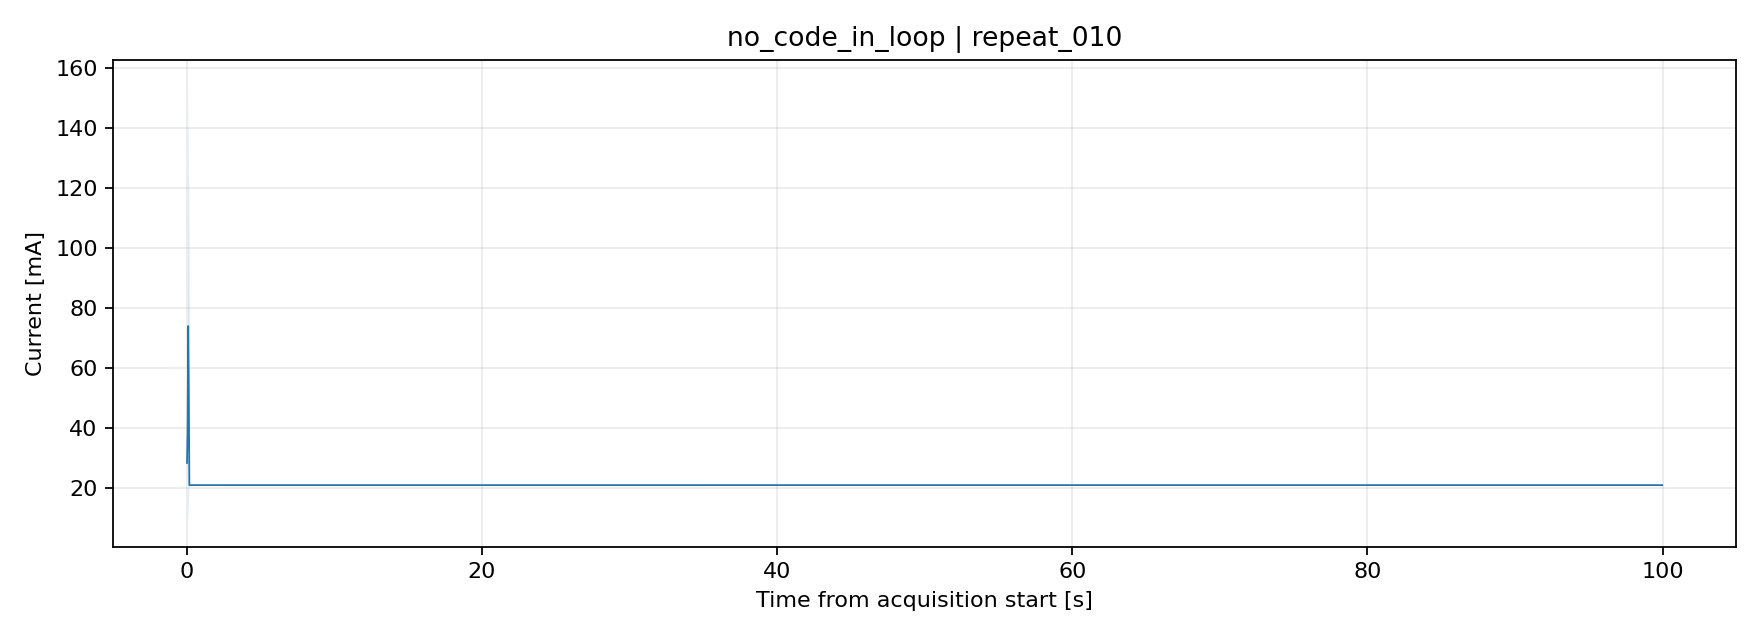 no_code_in_loop | repeat_010
160
140
120
100
80
60
40
20
Current [mA]
0 20 40 60 80 100
Time from acquisition start [s]